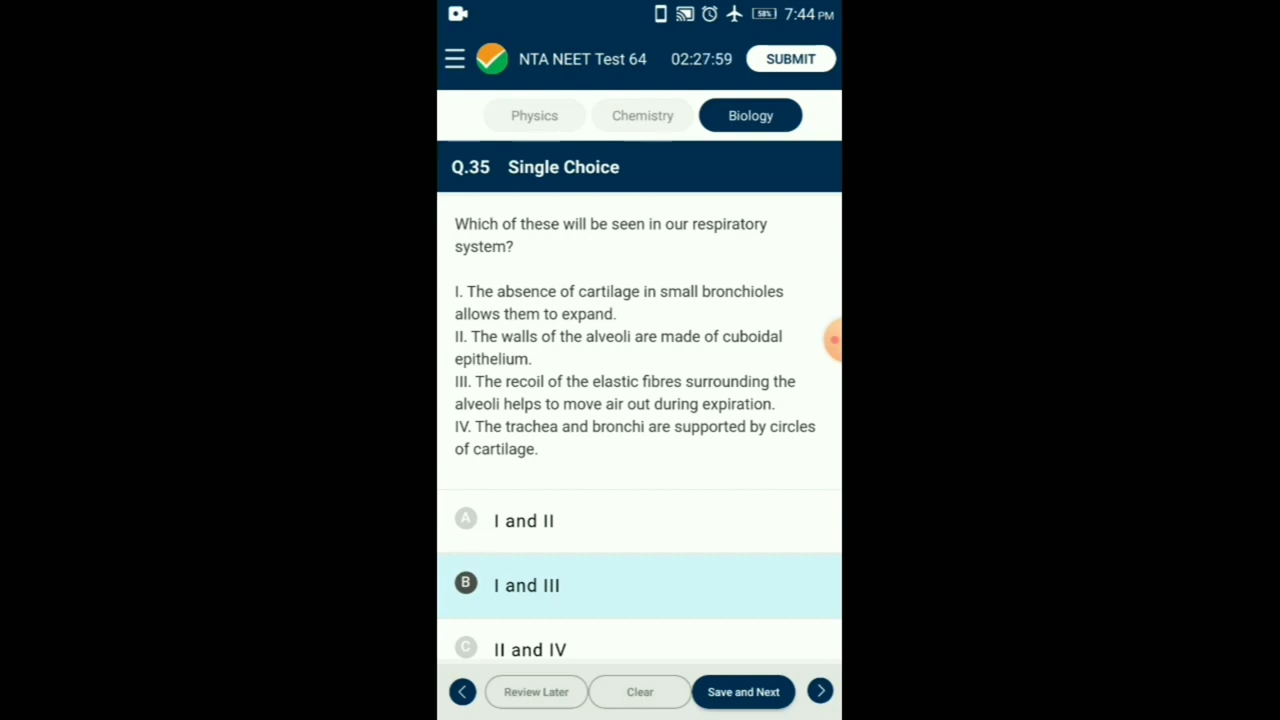 58% 7:44 PM
NTA NEET Test 64 02:27:59 SUBMIT
Physics Chemistry Biology
Q.35 Single Choice
Which of these will be seen in our respiratory
system?
I. The absence of cartilage in small bronchioles
allows them to expand.
II. The walls of the alveoli are made of cuboidal
epithelium.
III. The recoil of the elastic fibres surrounding the
alveoli helps to move air out during expiration.
IV. The trachea and bronchi are supported by circles
of cartilage.
A I and II
B I and III
C II and IV
Review Later Clear Save and Next